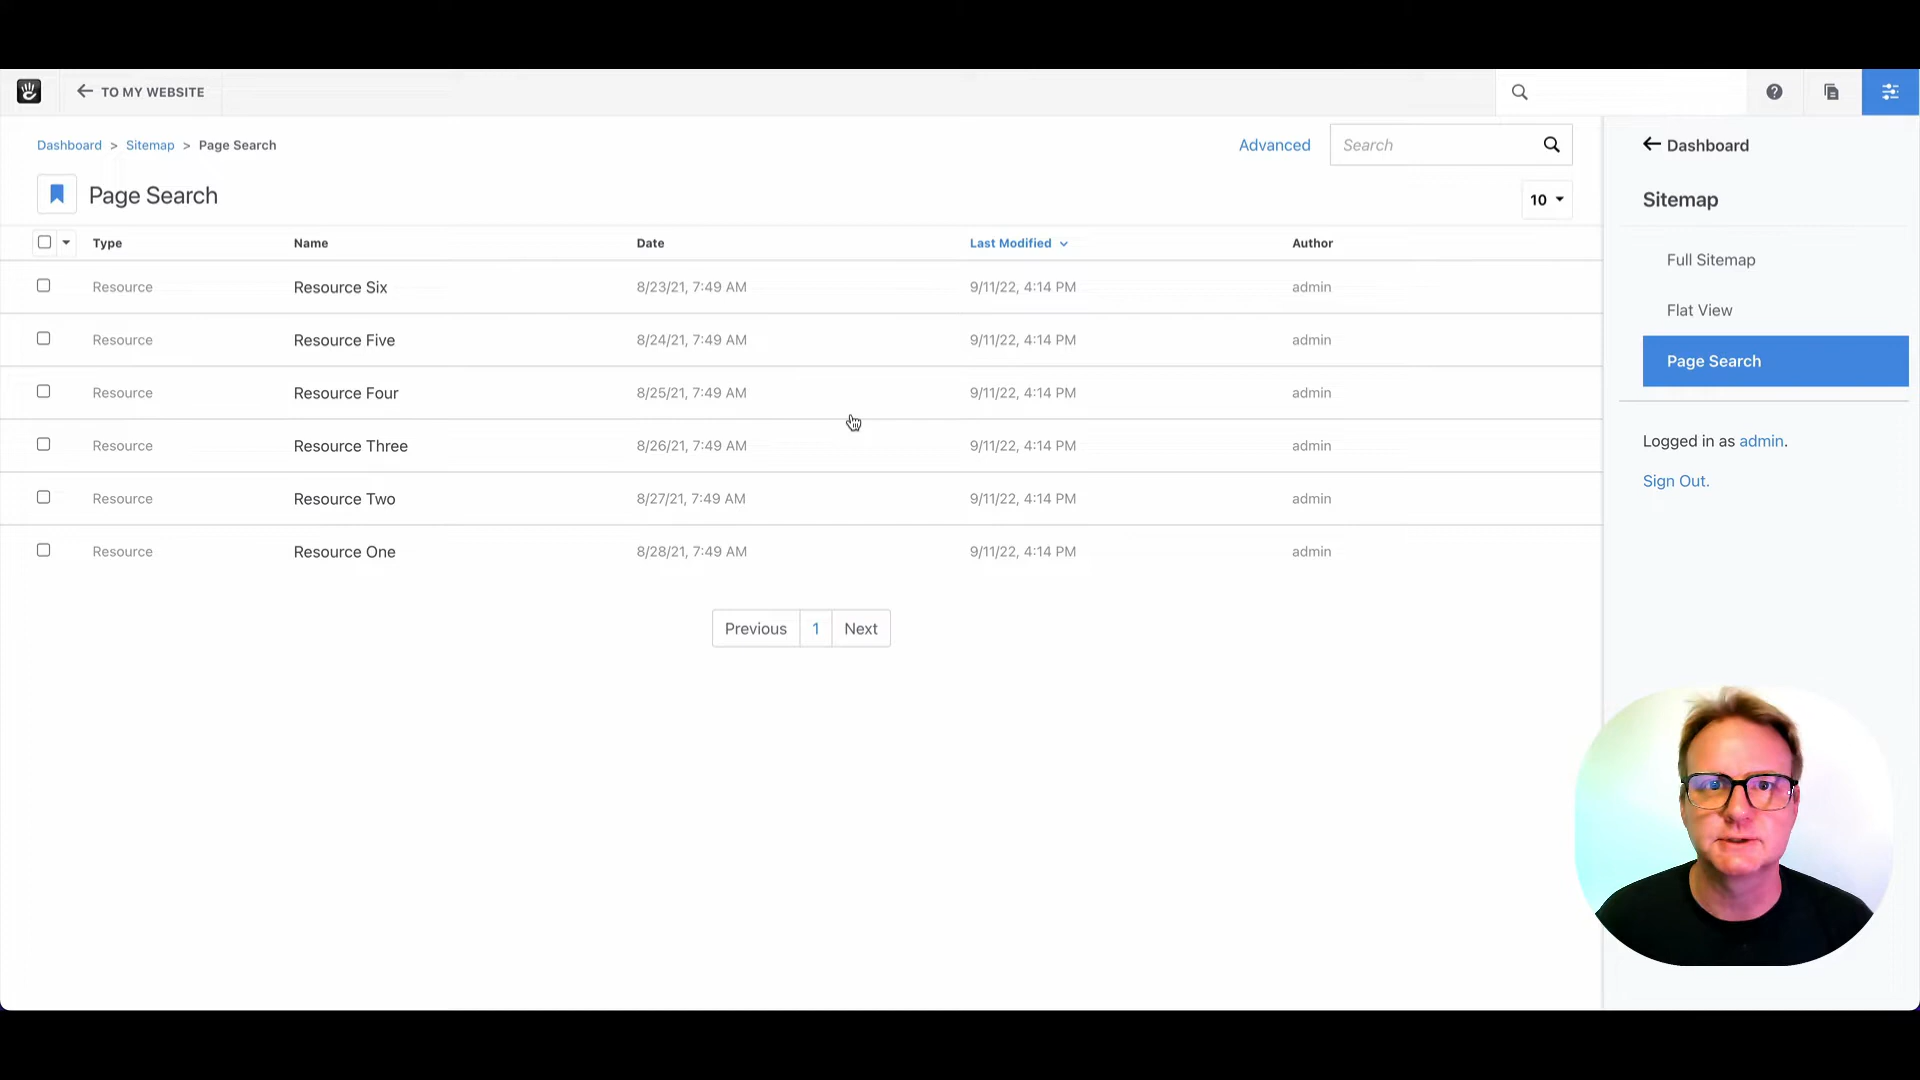 TO MY WEBSITE
Dashboard > Sitemap > Page Search
Advanced
Search
Page Search
10
Type Name Date Last Modified Author
Resource Resource Six 8/23/21, 7:49 AM 9/11/22, 4:14 PM admin
Resource Resource Five 8/24/21, 7:49 AM 9/11/22, 4:14 PM admin
Resource Resource Four 8/25/21, 7:49 AM 9/11/22, 4:14 PM admin
Resource Resource Three 8/26/21, 7:49 AM 9/11/22, 4:14 PM admin
Resource Resource Two 8/27/21, 7:49 AM 9/11/22, 4:14 PM admin
Resource Resource One 8/28/21, 7:49 AM 9/11/22, 4:14 PM admin
Previous 1 Next
Dashboard
Sitemap
Full Sitemap
Flat View
Page Search
Logged in as admin.
Sign Out.